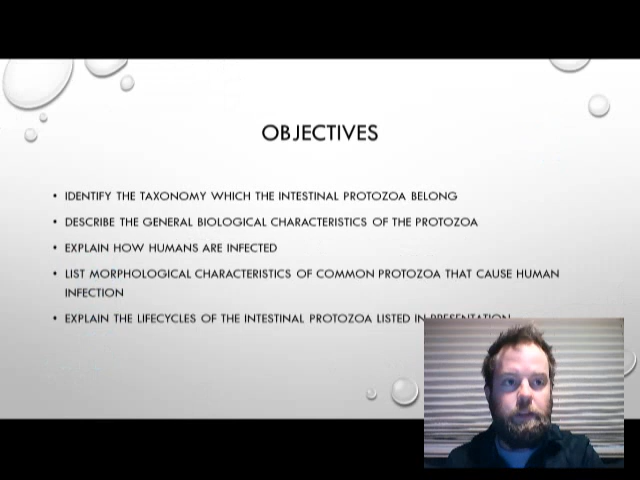 OBJECTIVES
• IDENTIFY THE TAXONOMY WHICH THE INTESTINAL PROTOZOA BELONG
• DESCRIBE THE GENERAL BIOLOGICAL CHARACTERISTICS OF THE PROTOZOA
• EXPLAIN HOW HUMANS ARE INFECTED
• LIST MORPHOLOGICAL CHARACTERISTICS OF COMMON PROTOZOA THAT CAUSE HUMAN
INFECTION
• EXPLAIN THE LIFECYCLES OF THE INTESTINAL PROTOZOA LISTED IN PRESENTATION